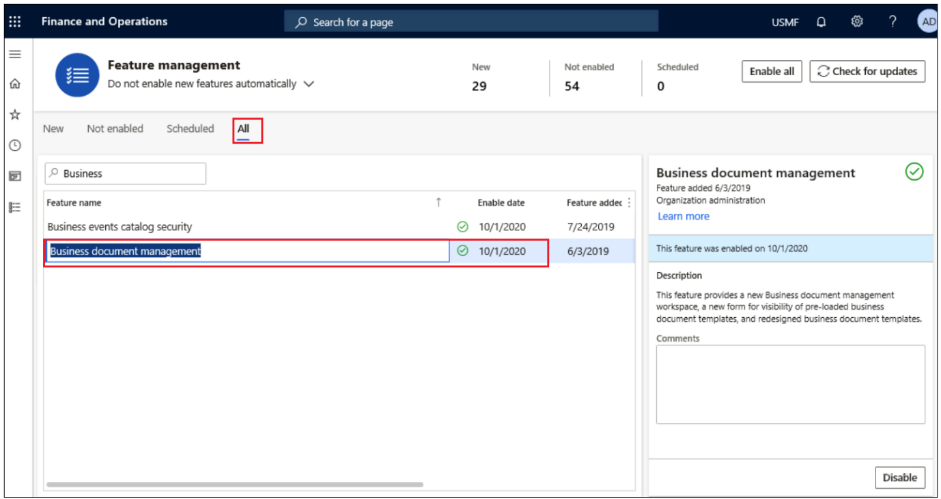 Finance and Operations
Search for a page
USMF
?
AD
Feature management
Do not enable new features automatically
New
29
Not enabled
54
Scheduled
0
Enable all
Check for updates
New Not enabled Scheduled All
Business
Feature name ↑ Enable date Feature added
Business events catalog security 10/1/2020 7/24/2019
Business document management 10/1/2020 6/3/2019
Business document management
Feature added 6/3/2019
Organization administration
Learn more
This feature was enabled on 10/1/2020
Description
This feature provides a new Business document management
workspace, a new form for visibility of pre-loaded business
document templates, and redesigned business document templates.
Comments
Disable